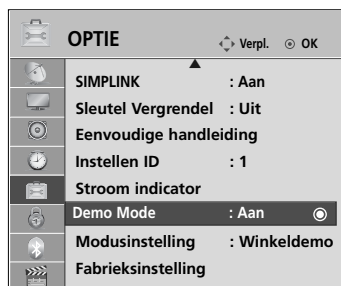 OPTIE Verpl. OK
SIMPLINK : Aan
Sleutel Vergrendel : Uit
Eenvoudige handleiding
Instellen ID : 1
Stroom indicator
Demo Mode : Aan
Modusinstelling : Winkeldemo
Fabrieksinstelling